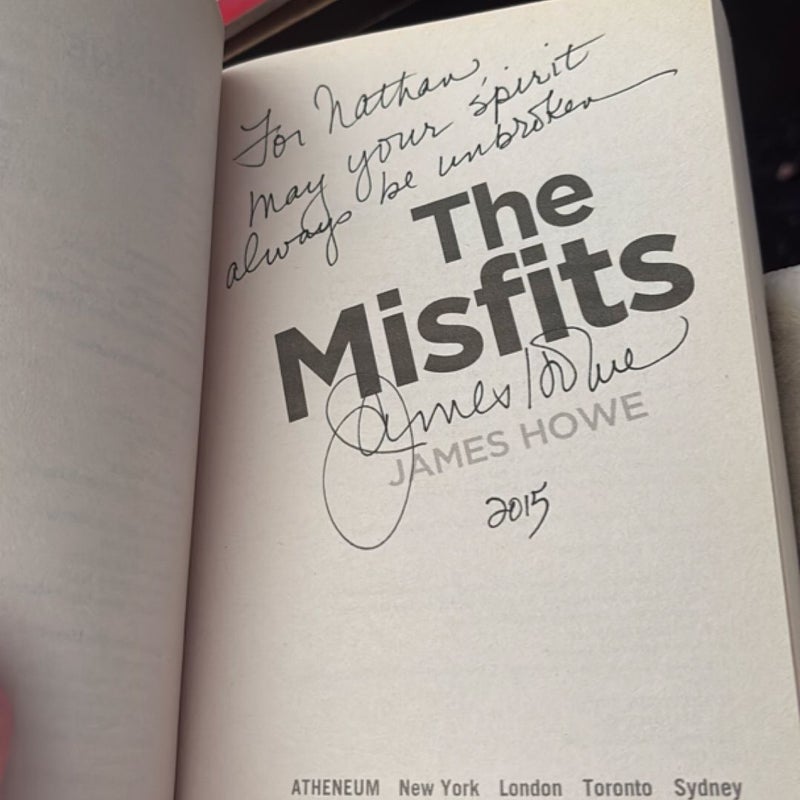 For Nathan,
may your spirit
always be unbroken
The
Misfits
James Howe
JAMES HOWE
2015
ATHENEUM New York London Toronto Sydney